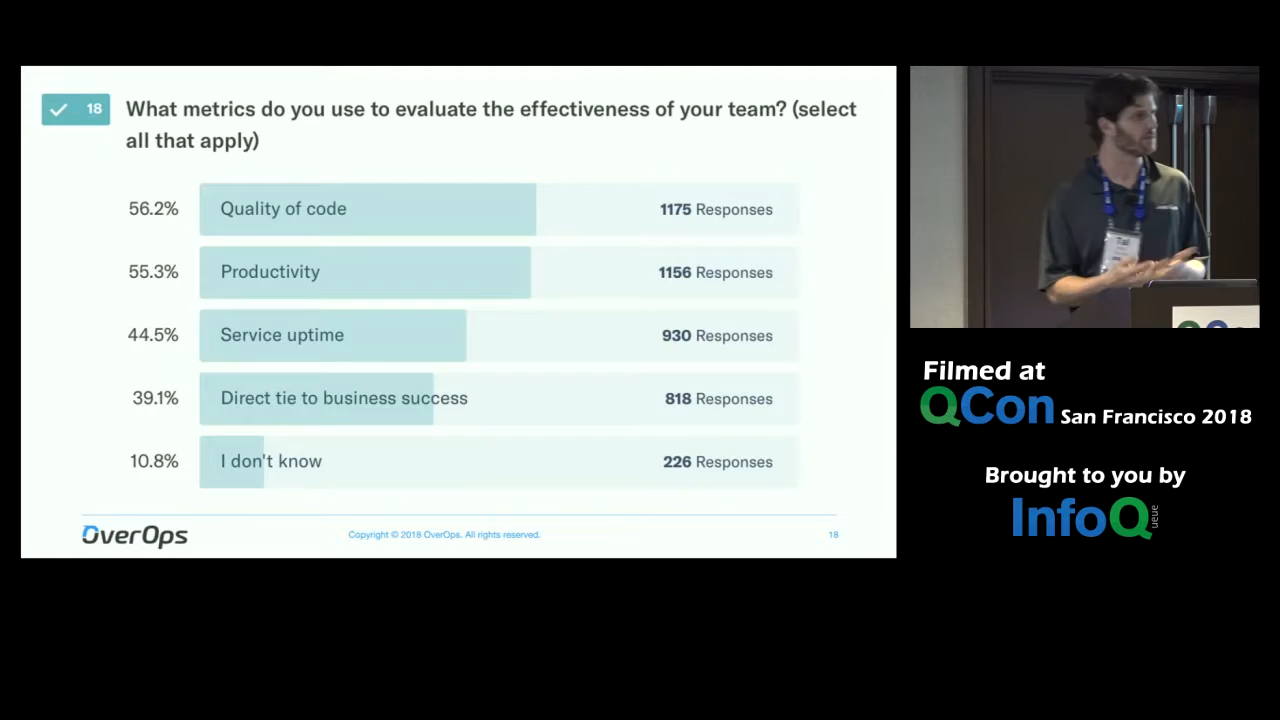 18
What metrics do you use to evaluate the effectiveness of your team? (select
all that apply)
56.2% Quality of code 1175 Responses
55.3% Productivity 1156 Responses
44.5% Service uptime 930 Responses
39.1% Direct tie to business success 818 Responses
10.8% I don't know 226 Responses
OverOps
Copyright © 2018 OverOps. All rights reserved.
18
Tal
Filmed at
QCon San Francisco 2018
Brought to you by
InfoQ
ueue